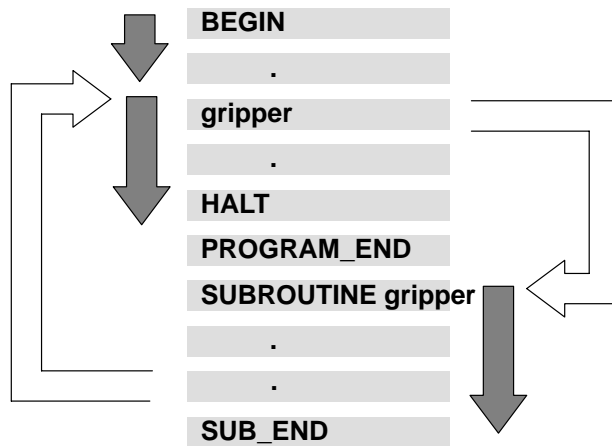 BEGIN
.
gripper
.
HALT
PROGRAM_END
SUBROUTINE gripper
.
.
SUB_END